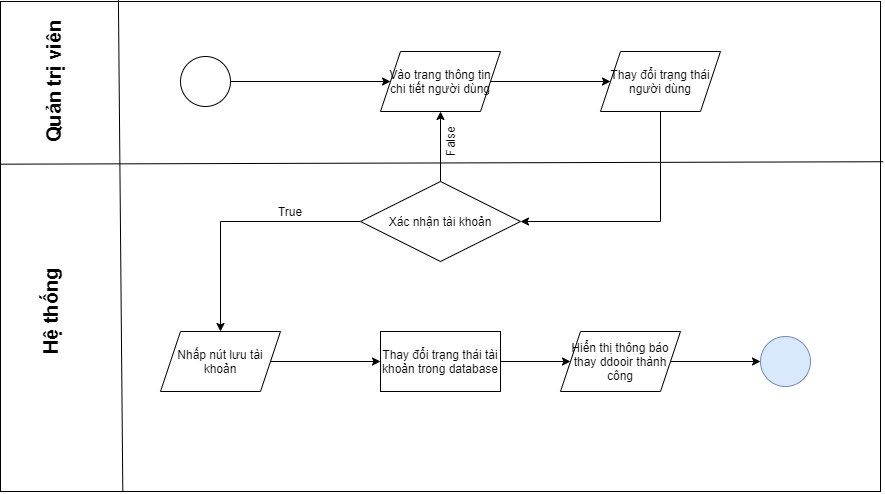 Quản trị viên
Vào trang thông tin
chi tiết người dùng
Thay đổi trạng thái
người dùng
False
Hệ thống
Xác nhận tài khoản
True
Nhấp nút lưu tài
khoản
Thay đổi trạng thái tài
khoản trong database
Hiển thị thông báo
thay ddooir thành
công